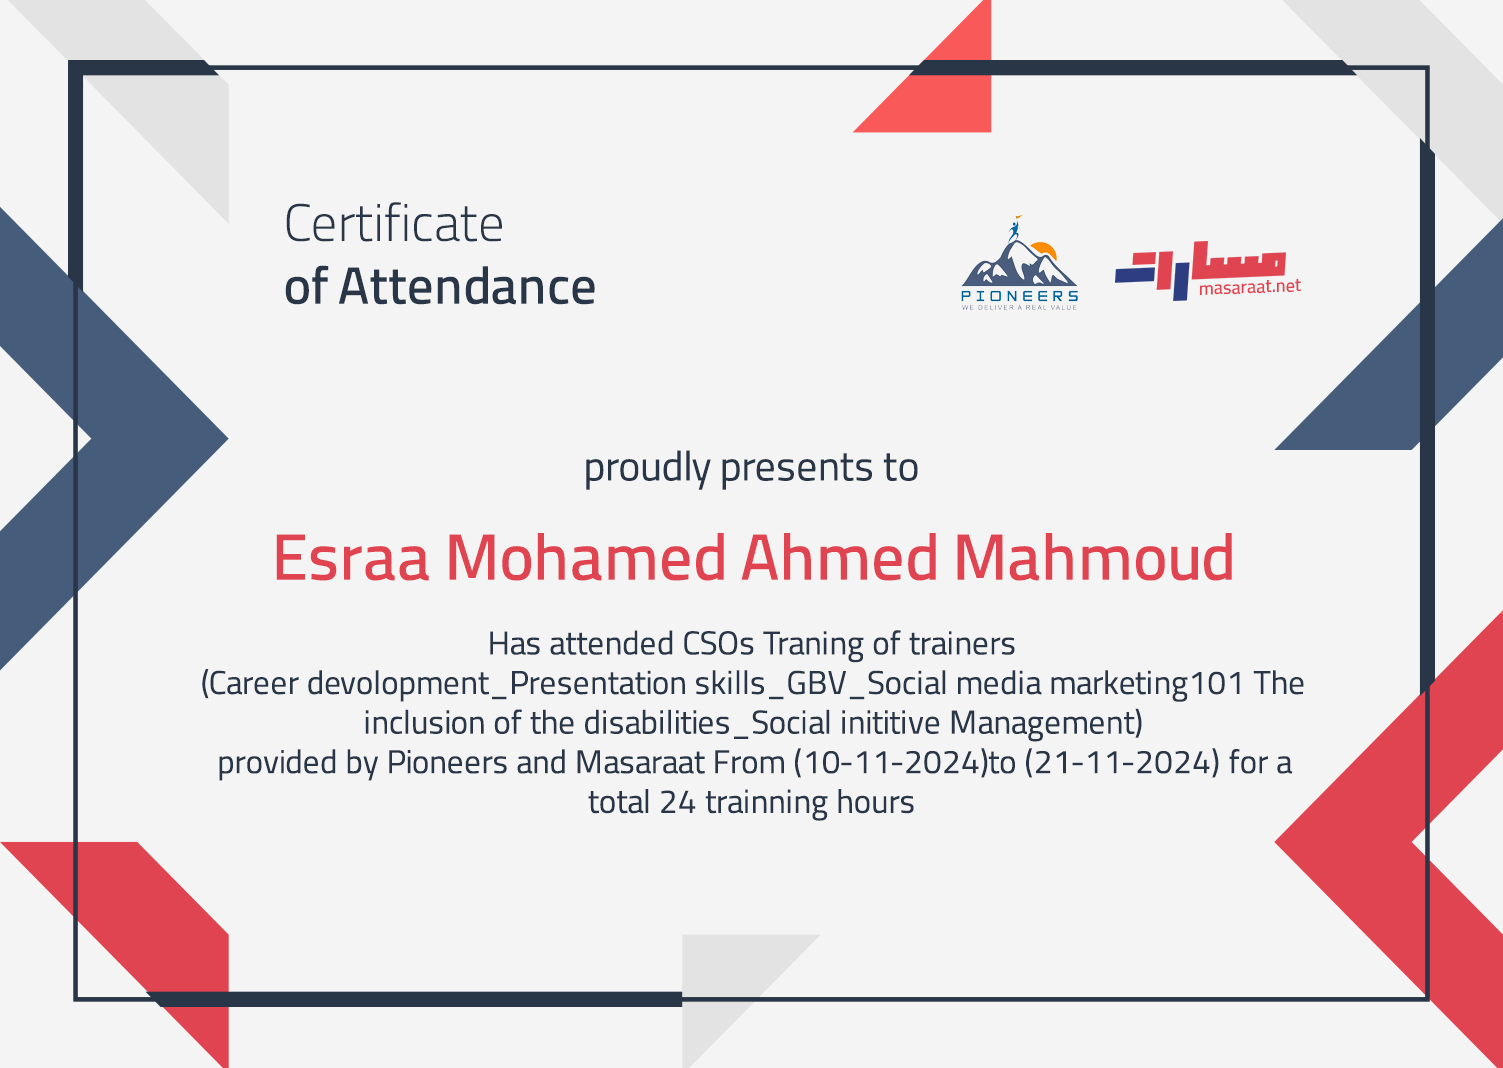 Certificate
of Attendance
PIONEERS
WE DELIVER A REAL VALUE
مسارات
masaraat.net
proudly presents to
Esraa Mohamed Ahmed Mahmoud
Has attended CSOs Traning of trainers
(Career devolopment_Presentation skills_GBV_Social media marketing101 The
inclusion of the disabilities_Social inititive Management)
provided by Pioneers and Masaraat From (10-11-2024)to (21-11-2024) for a
total 24 trainning hours